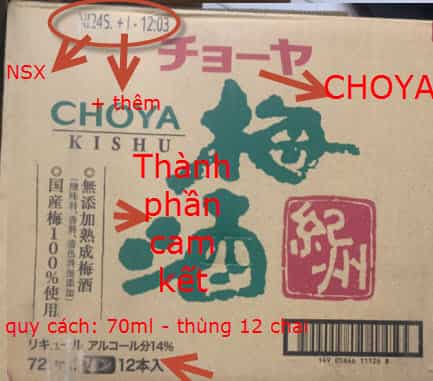 +1-12:03
NSX
チョーヤ
CHOYA
+ thêm
CHOYA
KISHU
梅酒
Thành
phần
cam
kết
紀州
◎無添加熟成梅酒
◎国産梅100%使用
quy cách: 70ml - thùng 12 chai
リキュール アルコール分14%
72
12本入